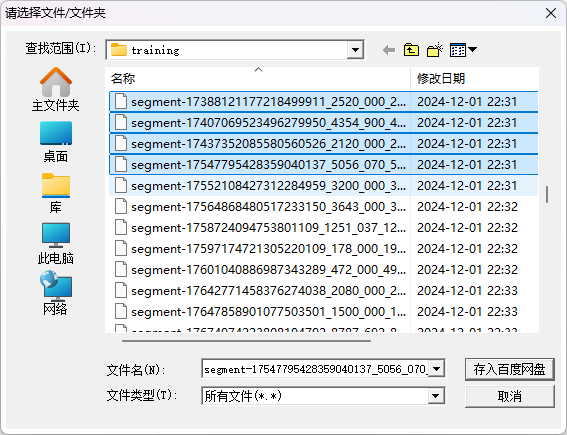 请选择文件/文件夹
查找范围(I): training
主文件夹
桌面
库
此电脑
网络
名称 修改日期
segment-17388121177218499911_2520_000_2... 2024-12-01 22:31
segment-17407069523496279950_4354_900_4... 2024-12-01 22:31
segment-17437352085580560526_2120_000_2... 2024-12-01 22:31
segment-17547795428359040137_5056_070_5... 2024-12-01 22:31
segment-17552108427312284959_3200_000_3... 2024-12-01 22:31
segment-17564868480517233150_3643_000_3... 2024-12-01 22:32
segment-17587240947538011​09_1251_037_12... 2024-12-01 22:32
segment-17597174721305220109_178_000_19... 2024-12-01 22:32
segment-17601040886987343289_472_000_49... 2024-12-01 22:32
segment-17642771458376274038_2080_000_2... 2024-12-01 22:33
segment-17647858901077503501_1500_000_1... 2024-12-01 22:33
文件名(N): segment-17547795428359040137_5056_070_ 存入百度网盘
文件类型(T): 所有文件(*.*) 取消